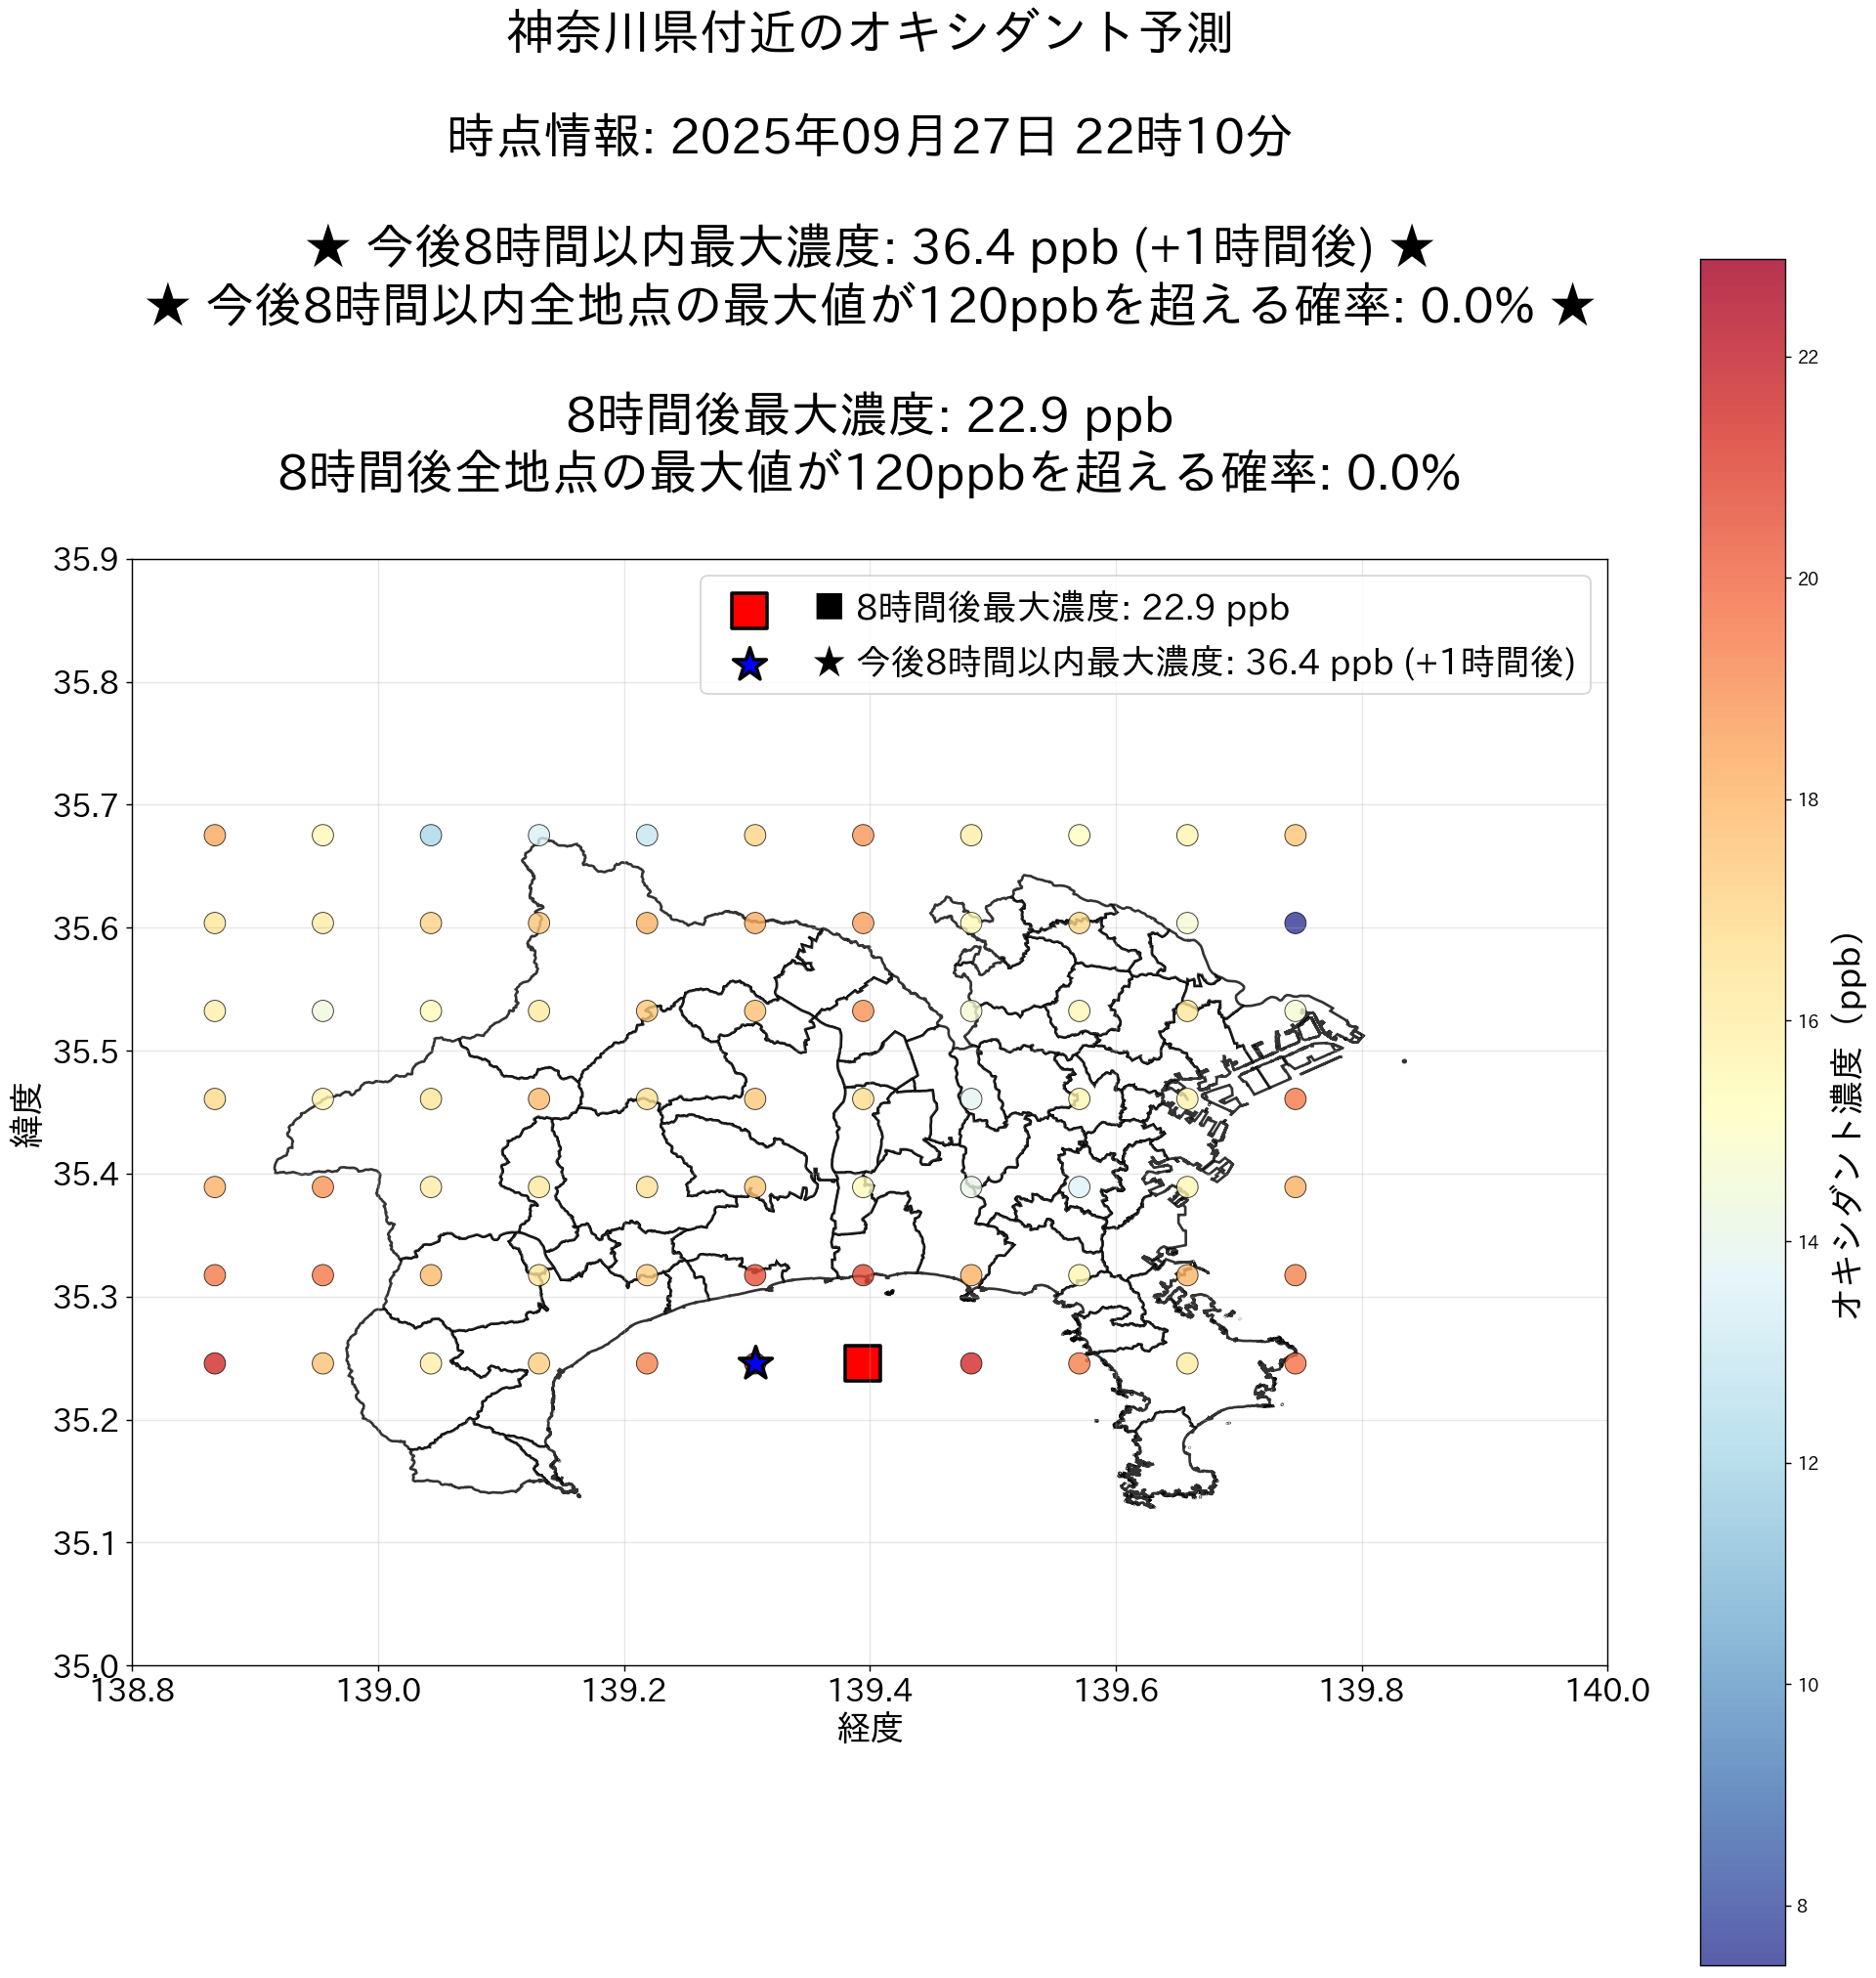 神奈川県付近のオキシダント予測
時点情報: 2025年09月27日 22時10分
★ 今後8時間以内最大濃度: 36.4 ppb (+1時間後) ★
★ 今後8時間以内全地点の最大値が120ppbを超える確率: 0.0% ★
8時間後最大濃度: 22.9 ppb
8時間後全地点の最大値が120ppbを超える確率: 0.0%
■ 8時間後最大濃度: 22.9 ppb
★ 今後8時間以内最大濃度: 36.4 ppb (+1時間後)
35.9
35.8
35.7
35.6
35.5
35.4
35.3
35.2
35.1
35.0
緯度
138.8
139.0
139.2
139.4
139.6
139.8
140.0
経度
22
20
18
16
14
12
10
8
オキシダント濃度（ppb）